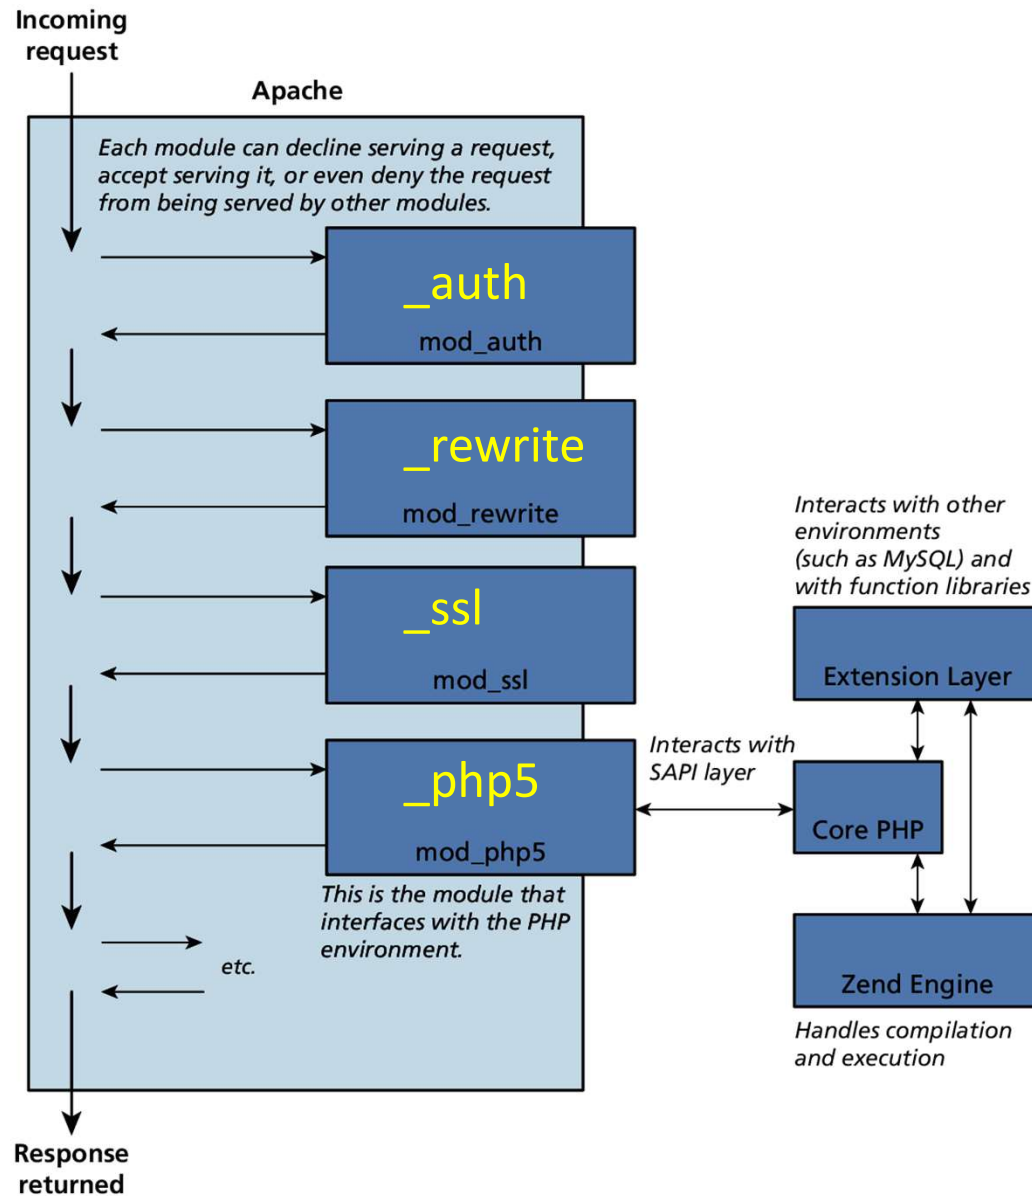 Incoming
request
Apache
Each module can decline serving a request,
accept serving it, or even deny the request
from being served by other modules.
_auth
mod_auth
_rewrite
mod_rewrite
_ssl
mod_ssl
_php5
mod_php5
This is the module that
interfaces with the PHP
environment.
etc.
Interacts with
SAPI layer
Interacts with other
environments
(such as MySQL) and
with function libraries
Extension Layer
Core PHP
Zend Engine
Handles compilation
and execution
Response
returned